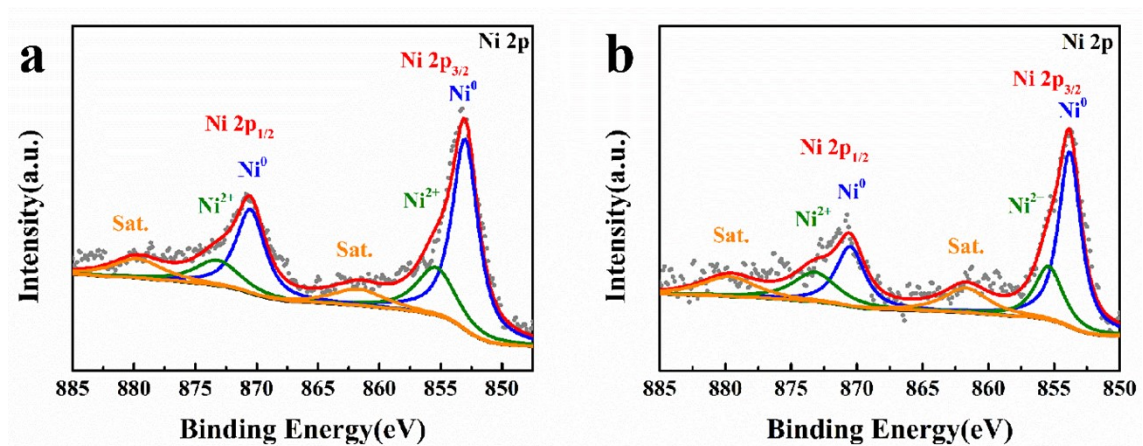 a
Ni 2p
Ni 2p3/2
Ni⁰
Ni 2p1/2
Ni⁰
Ni²⁺
Ni²⁺
Sat.
Sat.
Intensity(a.u.)
885 880 875 870 865 860 855 850
Binding Energy(eV)
b
Ni 2p
Ni 2p3/2
Ni⁰
Ni 2p1/2
Ni⁰
Ni²⁺
Ni²⁻
Sat.
Sat.
Intensity(a.u.)
885 880 875 870 865 860 855 850
Binding Energy(eV)